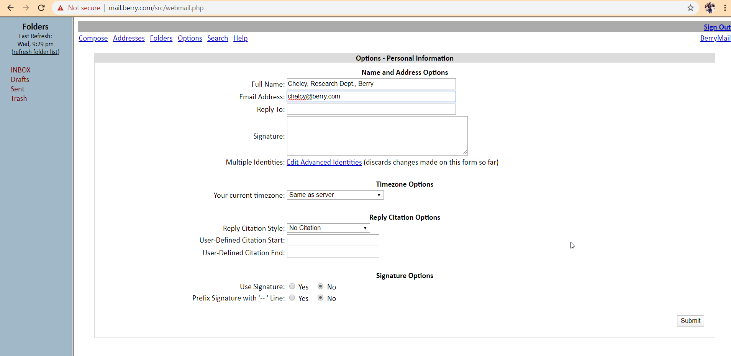 Not secure | mail.berry.com/src/webmail.php
Folders
Last Refresh:
Wed, 9:29 pm
(refresh folder list)
INBOX
Drafts
Sent
Trash
Sign Out
Compose Addresses Folders Options Search Help
BerryMail
Options - Personal Information
Name and Address Options
Full Name: Chelcy, Research Dept., Berry
Email Address: chelcy@berry.com
Reply-To:
Signature:
Multiple Identities: Edit Advanced Identities (discards changes made on this form so far)
Timezone Options
Your current timezone: Same as server
Reply Citation Options
Reply Citation Style: No Citation
User-Defined Citation Start:
User-Defined Citation End:
Signature Options
Use Signature: Yes No
Prefix Signature with '-- ' Line: Yes No
Submit